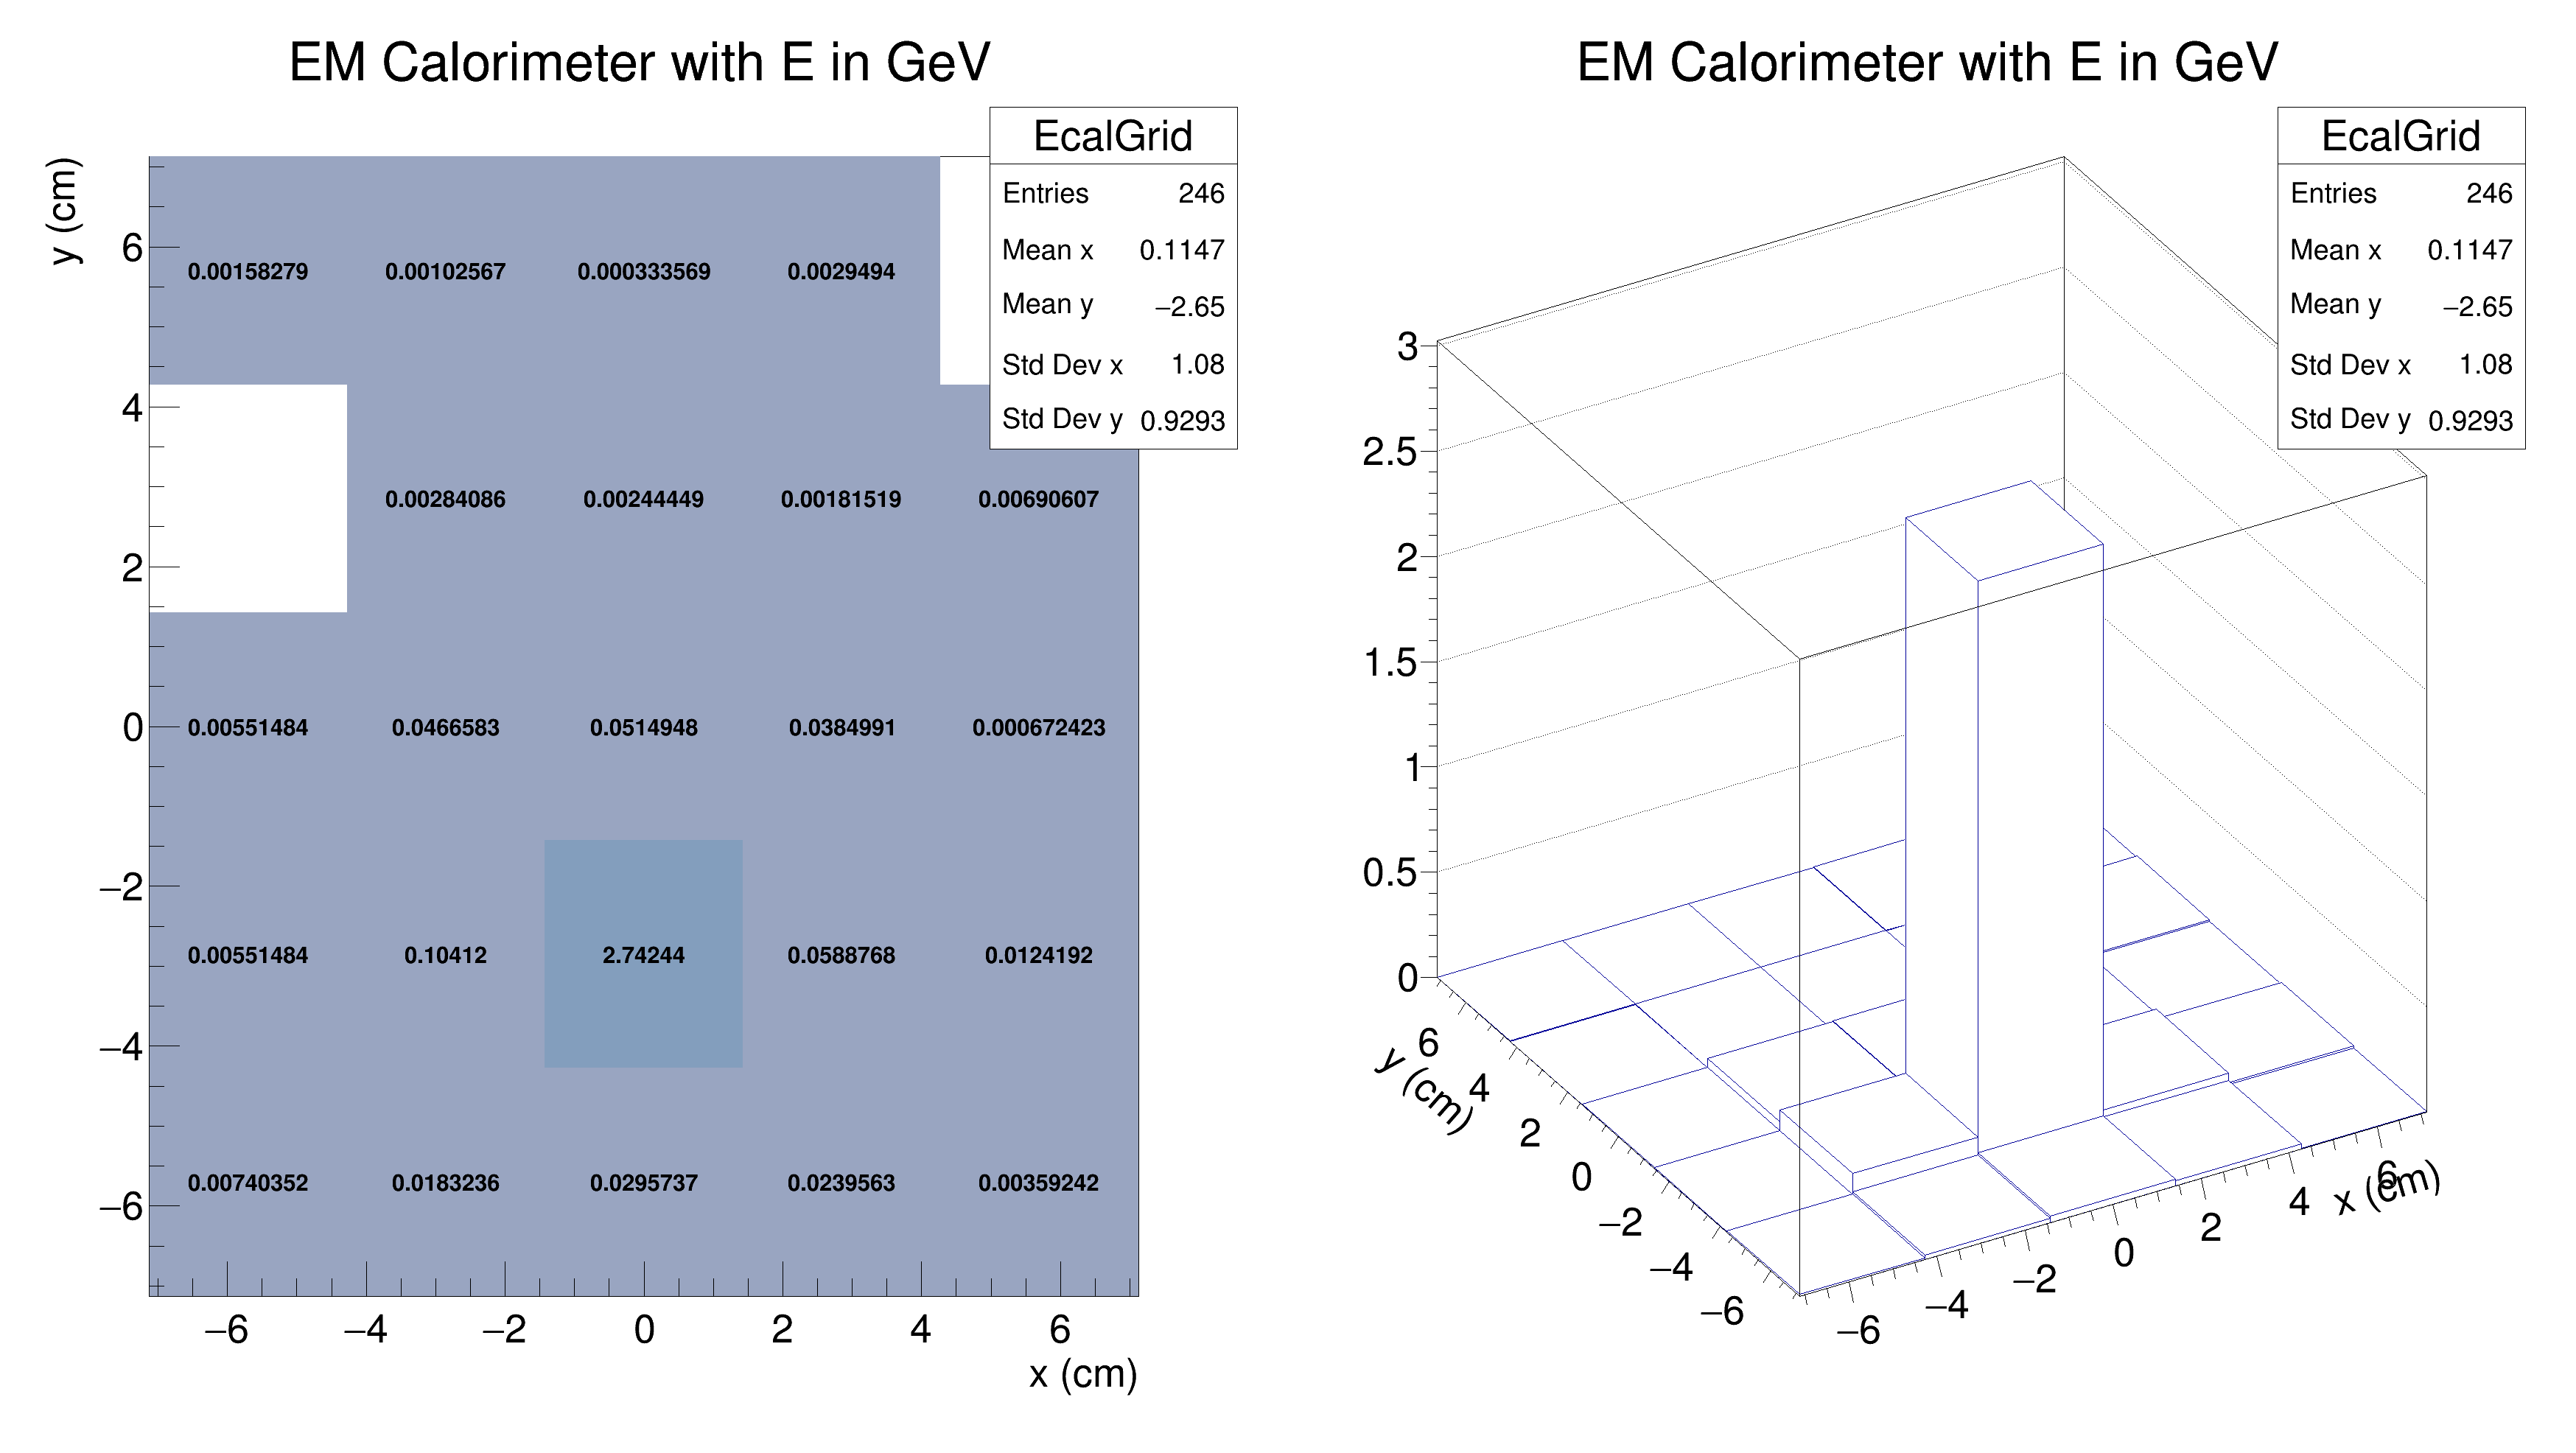 EM Calorimeter with E in GeV
EcalGrid
Entries 246
Mean x 0.1147
Mean y −2.65
Std Dev x 1.08
Std Dev y 0.9293
y (cm)
6
4
2
0
−2
−4
−6
0.00158279 0.00102567 0.000333569 0.0029494
0.00284086 0.00244449 0.00181519 0.00690607
0.00551484 0.0466583 0.0514948 0.0384991 0.000672423
0.00551484 0.10412 2.74244 0.0588768 0.0124192
0.00740352 0.0183236 0.0295737 0.0239563 0.00359242
−6 −4 −2 0 2 4 6
x (cm)
EM Calorimeter with E in GeV
EcalGrid
Entries 246
Mean x 0.1147
Mean y −2.65
Std Dev x 1.08
Std Dev y 0.9293
3
2.5
2
1.5
1
0.5
0
y (cm)
6
4
2
0
−2
−4
−6
−6 −4 −2 0 2 4 6
x (cm)